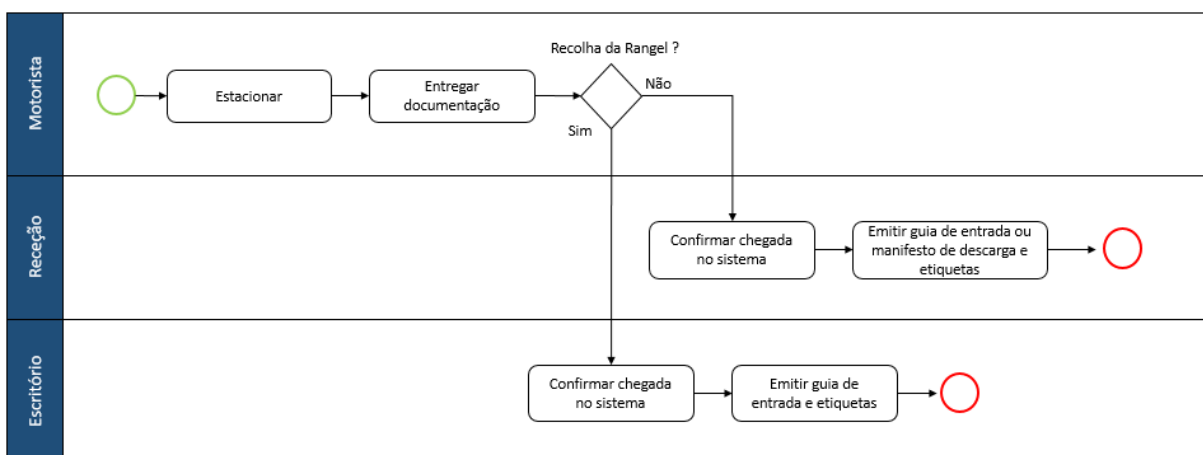 Motorista
Recolha da Rangel ?
Estacionar
Entregar
documentação
Não
Sim
Receção
Confirmar chegada
no sistema
Emitir guia de entrada ou
manifesto de descarga e
etiquetas
Escritório
Confirmar chegada
no sistema
Emitir guia de
entrada e etiquetas